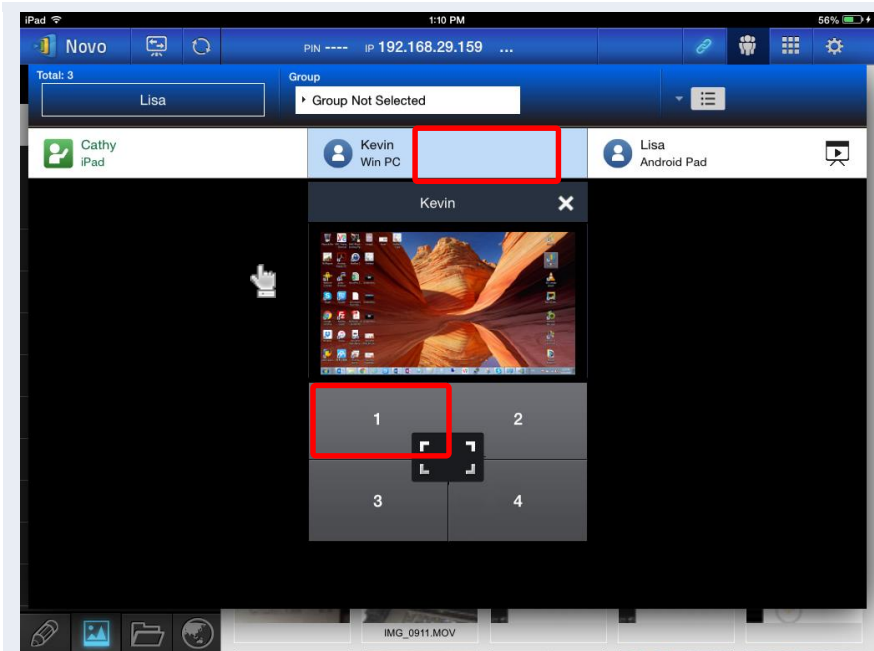 iPad 1:10 PM 56%
Novo PIN ---- IP 192.168.29.159 ...
Total: 3 Group
Lisa Group Not Selected
Cathy Kevin Lisa
iPad Win PC Android Pad
Kevin
1 2
3 4
IMG_0911.MOV